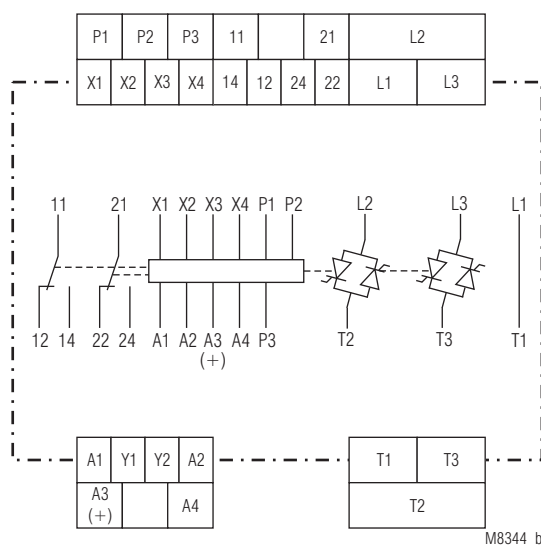 P1 P2 P3 11 21 L2
X1 X2 X3 X4 14 12 24 22 L1 L3
11 21 X1 X2 X3 X4 P1 P2 L2 L3 L1
12 14 22 24 A1 A2 A3 A4 P3 T2 T3 T1
(+)
A1 Y1 Y2 A2 T1 T3
A3 A4 T2
(+)
M8344_b